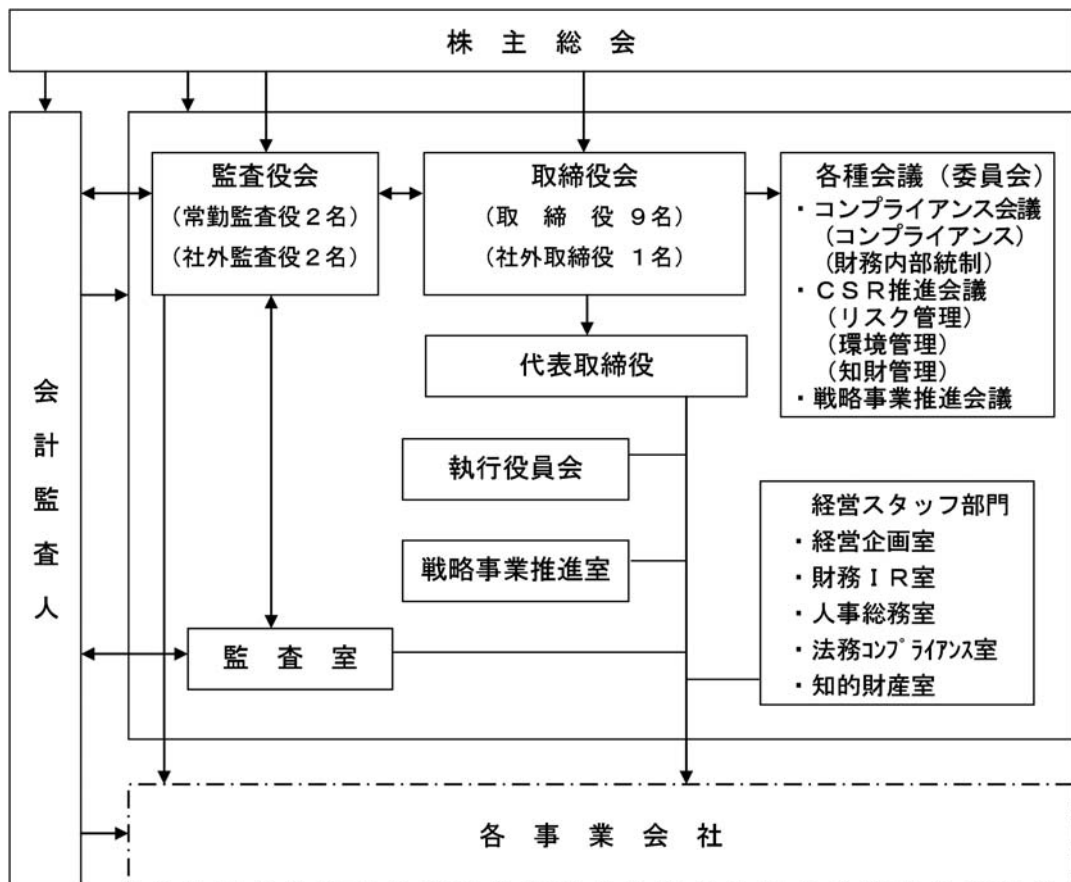 株 主 総 会
監査役会
（常勤監査役２名）
（社外監査役２名）
取締役会
（取 締 役 ９名）
（社外取締役 １名）
各種会議（委員会）
・コンプライアンス会議
（コンプライアンス）
（財務内部統制）
・ＣＳＲ推進会議
（リスク管理）
（環境管理）
（知財管理）
・戦略事業推進会議
代表取締役
会計監査人
執行役員会
戦略事業推進室
監 査 室
経営スタッフ部門
・経営企画室
・財務ＩＲ室
・人事総務室
・法務ｺﾝﾌﾟﾗｲｱﾝｽ室
・知的財産室
各 事 業 会 社